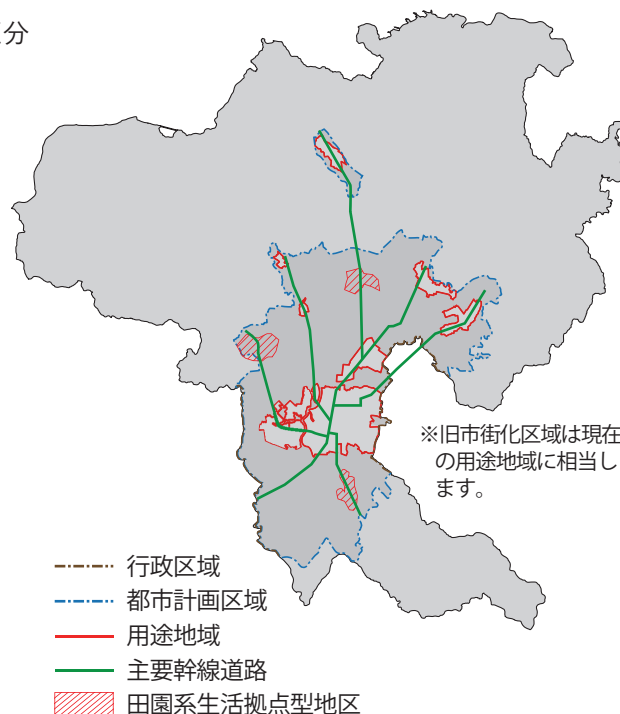 分
※旧市街化区域は現在
の用途地域に相当し
ます。
行政区域
都市計画区域
用途地域
主要幹線道路
田園系生活拠点型地区